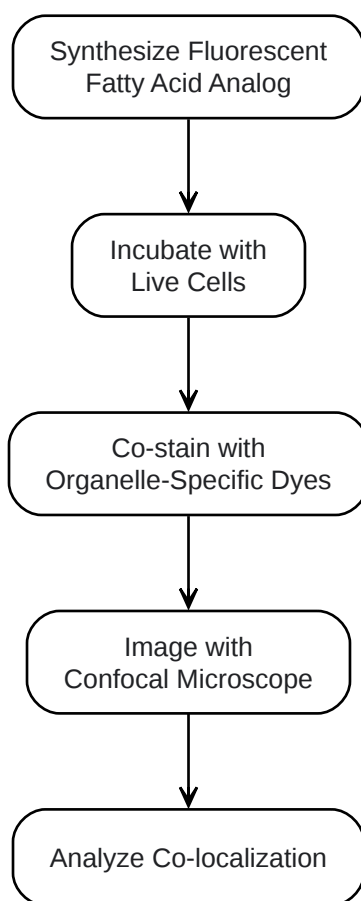 Synthesize Fluorescent
Fatty Acid Analog
Incubate with
Live Cells
Co-stain with
Organelle-Specific Dyes
Image with
Confocal Microscope
Analyze Co-localization